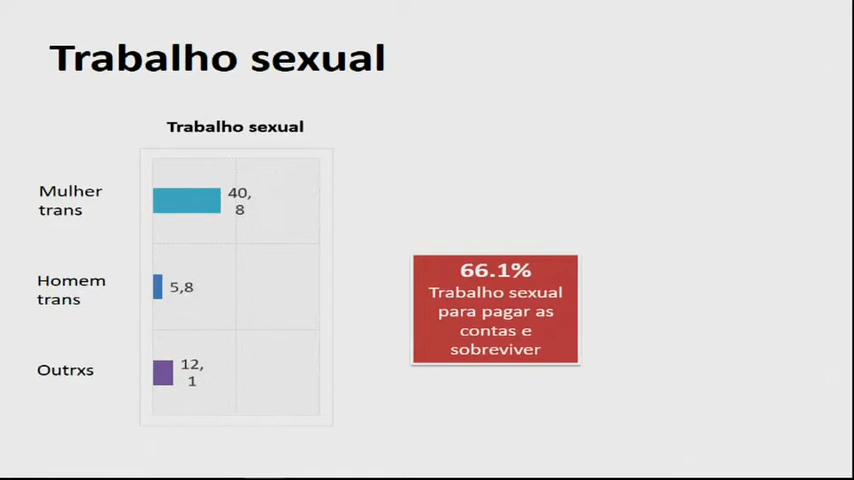 Trabalho sexual
Trabalho sexual
Mulher
trans
40,
8
Homem
trans
5,8
Outrxs
12,
1
66.1%
Trabalho sexual
para pagar as
contas e
sobreviver